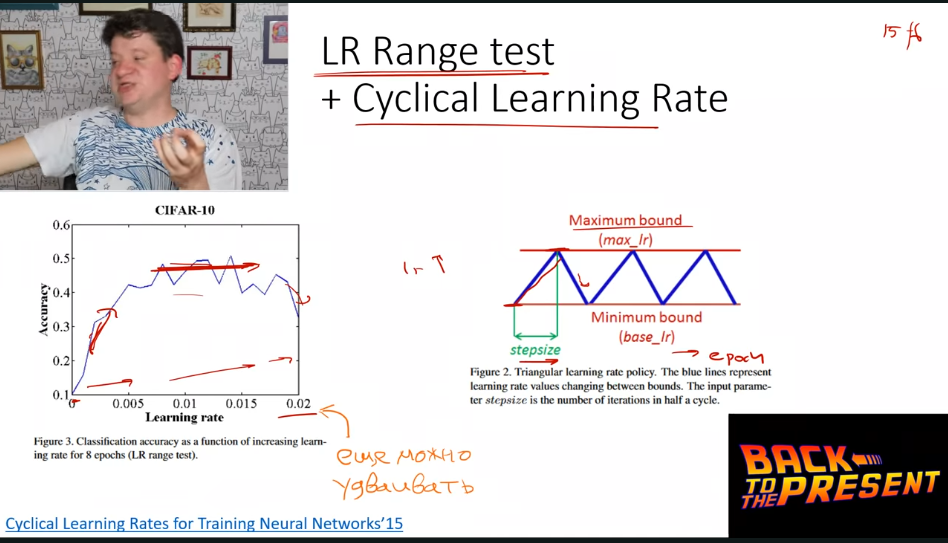 LR Range test
+ Cyclical Learning Rate
CIFAR-10
0.6
0.5
0.4
0.3
0.2
0.1
Accuracy
0
0.005
0.01
0.015
0.02
Learning rate
Figure 3. Classification accuracy as a function of increasing learn-
ing rate for 8 epochs (LR range test).
еще можно
удваивать
lr ↑
Maximum bound
(max_lr)
Minimum bound
(base_lr)
stepsize
→ epoch
Figure 2. Triangular learning rate policy. The blue lines represent
learning rate values changing between bounds. The input parame-
ter stepsize is the number of iterations in half a cycle.
BACK
TO THE PRESENT
Cyclical Learning Rates for Training Neural Networks'15